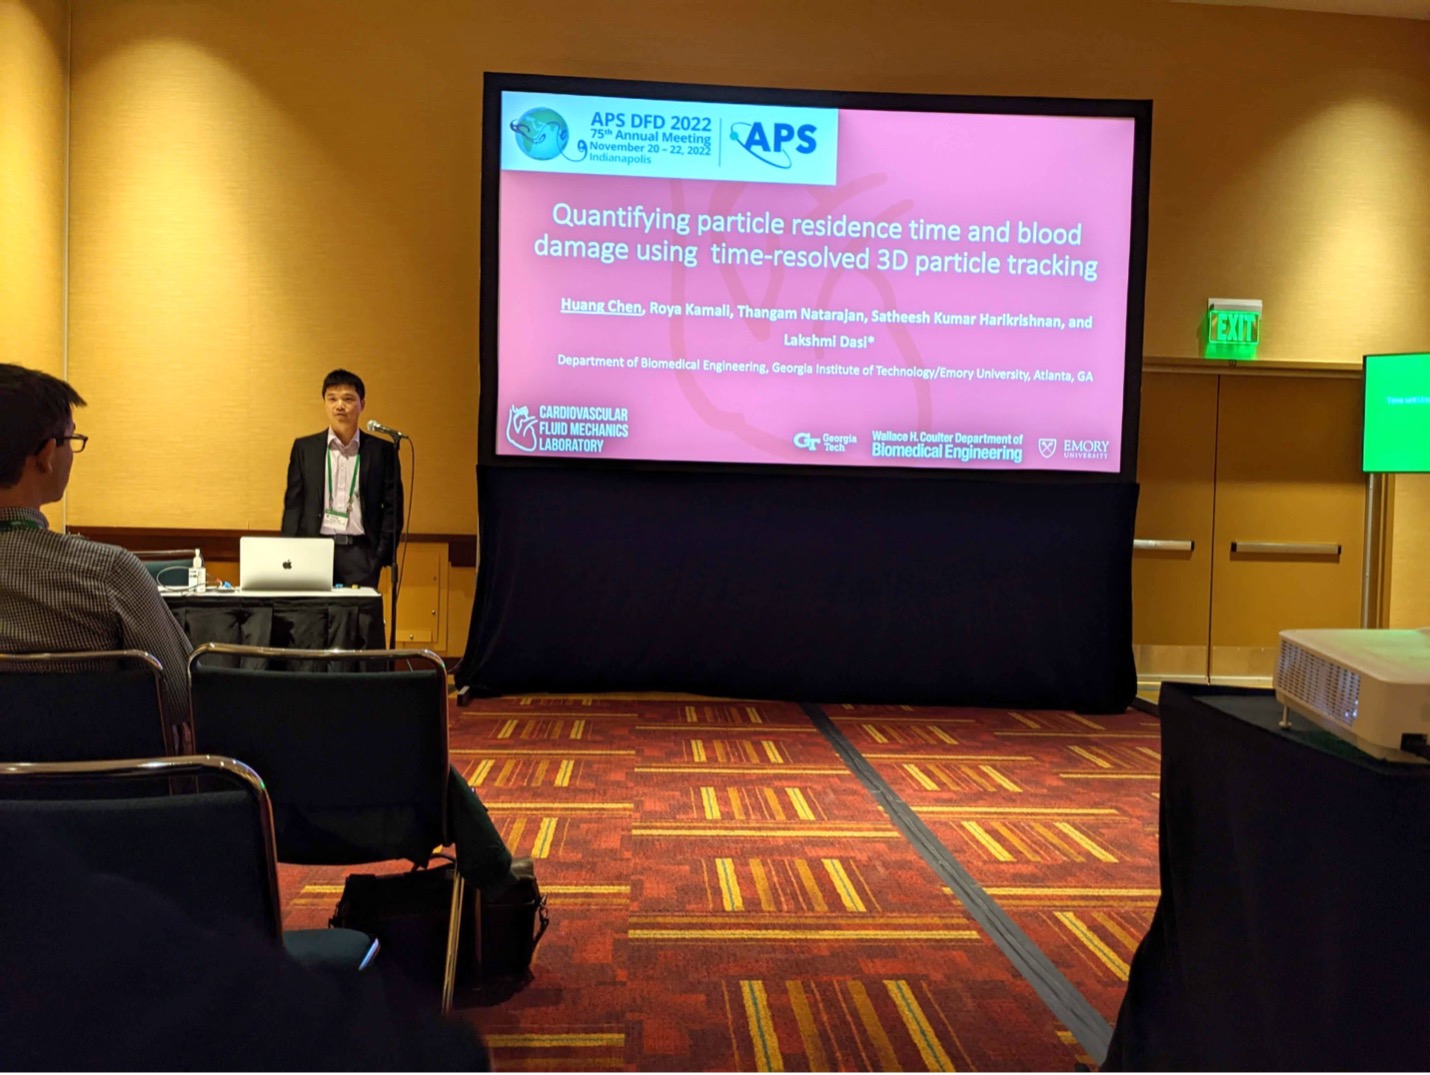 APS DFD 2022
75th Annual Meeting
November 20 – 22, 2022
Indianapolis
APS
Quantifying particle residence time and blood
damage using time-resolved 3D particle tracking
Huang Chen, Roya Kamali, Thangam Natarajan, Satheesh Kumar Harikrishnan, and
Lakshmi Dasi*
Department of Biomedical Engineering, Georgia Institute of Technology/Emory University, Atlanta, GA
CARDIOVASCULAR
FLUID MECHANICS
LABORATORY
GT Georgia
Tech
Wallace H. Coulter Department of
Biomedical Engineering
EMORY
UNIVERSITY
EXIT